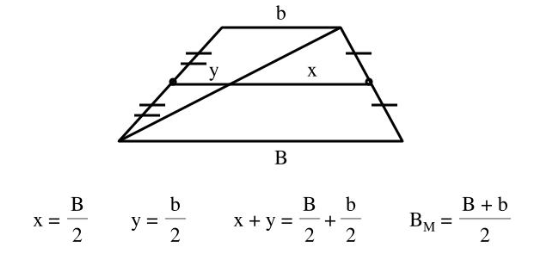 b
y x
B
x = B/2 y = b/2 x + y = B/2 + b/2 B_M = (B + b)/2